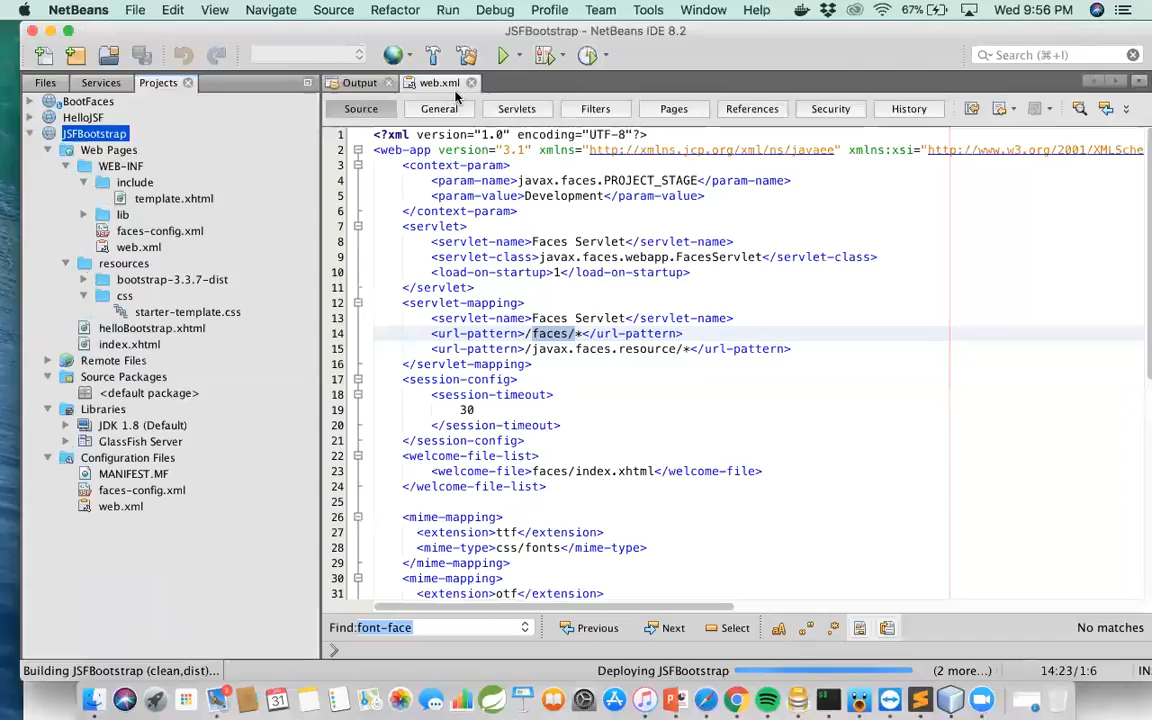 NetBeans File Edit View Navigate Source Refactor Run Debug Profile Team Tools Window Help 67% Wed 9:56 PM
JSFBootstrap - NetBeans IDE 8.2
Search (⌘+I)
Files Services Projects Output web.xml
Source General Servlets Filters Pages References Security History
BootFaces
HelloJSF
JSFBootstrap
Web Pages
WEB-INF
include
template.xhtml
lib
faces-config.xml
web.xml
resources
bootstrap-3.3.7-dist
css
starter-template.css
helloBootstrap.xhtml
index.xhtml
Remote Files
Source Packages
<default package>
Libraries
JDK 1.8 (Default)
GlassFish Server
Configuration Files
MANIFEST.MF
faces-config.xml
web.xml
1 <?xml version="1.0" encoding="UTF-8"?>
2 <web-app version="3.1" xmlns="http://xmlns.jcp.org/xml/ns/javaee" xmlns:xsi="http://www.w3.org/2001/XMLSche
3 <context-param>
4 <param-name>javax.faces.PROJECT_STAGE</param-name>
5 <param-value>Development</param-value>
6 </context-param>
7 <servlet>
8 <servlet-name>Faces Servlet</servlet-name>
9 <servlet-class>javax.faces.webapp.FacesServlet</servlet-class>
10 <load-on-startup>1</load-on-startup>
11 </servlet>
12 <servlet-mapping>
13 <servlet-name>Faces Servlet</servlet-name>
14 <url-pattern>/faces/*</url-pattern>
15 <url-pattern>/javax.faces.resource/*</url-pattern>
16 </servlet-mapping>
17 <session-config>
18 <session-timeout>
19 30
20 </session-timeout>
21 </session-config>
22 <welcome-file-list>
23 <welcome-file>faces/index.xhtml</welcome-file>
24 </welcome-file-list>
25
26 <mime-mapping>
27 <extension>ttf</extension>
28 <mime-type>css/fonts</mime-type>
29 </mime-mapping>
30 <mime-mapping>
31 <extension>otf</extension>
Find: font-face Previous Next Select No matches
Building JSFBootstrap (clean,dist)... Deploying JSFBootstrap (2 more...) 14:23/1:6 IN